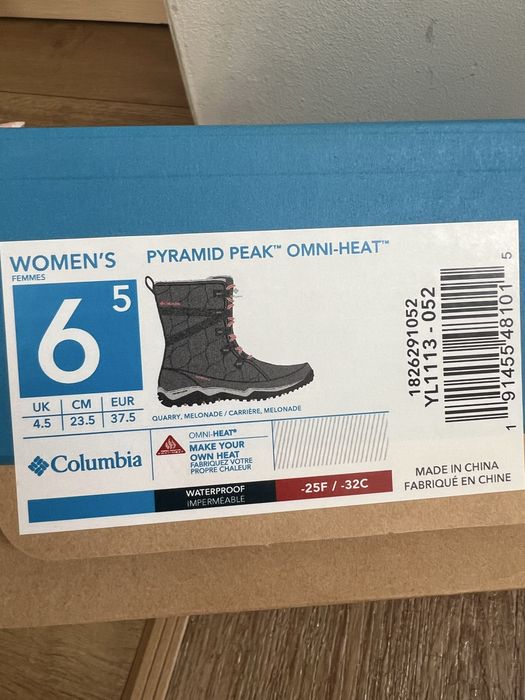 WOMEN'S
FEMMES
PYRAMID PEAK™ OMNI-HEAT™
6 5
UK CM EUR
4.5 23.5 37.5
QUARRY, MELONADE / CARRIÈRE, MELONADE
Columbia
OMNI-HEAT®
MAKE YOUR
OWN HEAT
FABRIQUEZ VOTRE
PROPRE CHALEUR
WATERPROOF
IMPERMEABLE
-25F / -32C
1826291052
YL1113 - 052
1 91455 48101 5
MADE IN CHINA
FABRIQUÉ EN CHINE